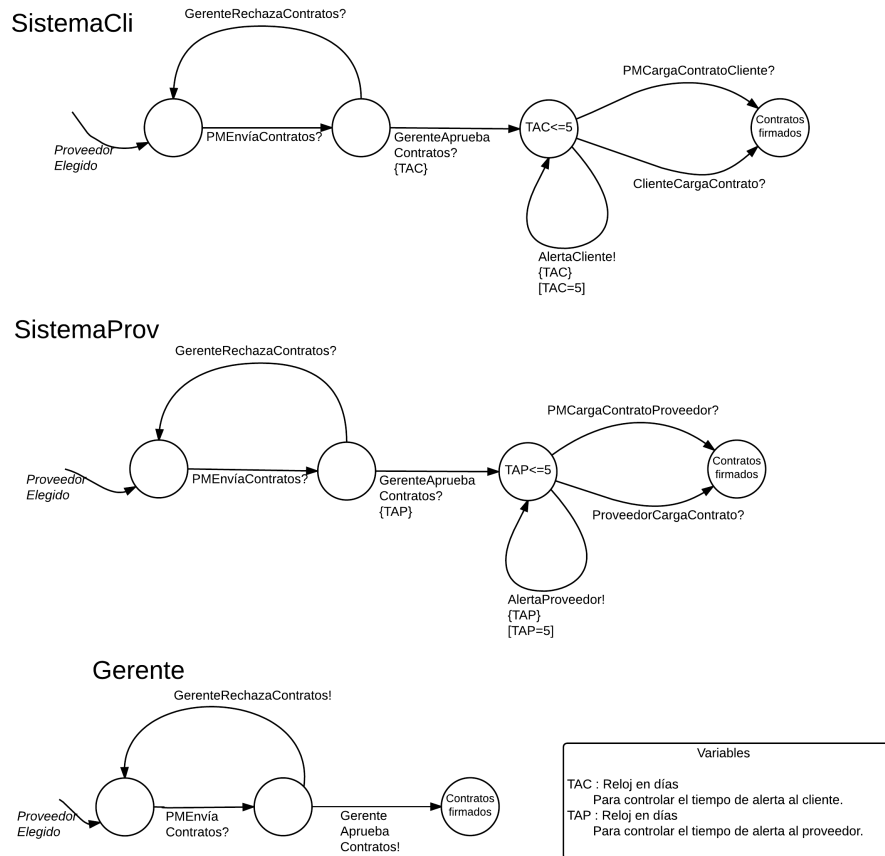 SistemaCli
GerenteRechazaContratos?
Proveedor
Elegido
PMEnvíaContratos?
GerenteAprueba
Contratos?
{TAC}
TAC<=5
PMCargaContratoCliente?
Contratos
firmados
ClienteCargaContrato?
AlertaCliente!
{TAC}
[TAC=5]
SistemaProv
GerenteRechazaContratos?
Proveedor
Elegido
PMEnvíaContratos?
GerenteAprueba
Contratos?
{TAP}
TAP<=5
PMCargaContratoProveedor?
Contratos
firmados
ProveedorCargaContrato?
AlertaProveedor!
{TAP}
[TAP=5]
Gerente
GerenteRechazaContratos!
Proveedor
Elegido
PMEnvía
Contratos?
Gerente
Aprueba
Contratos!
Contratos
firmados
Variables
TAC : Reloj en días
Para controlar el tiempo de alerta al cliente.
TAP : Reloj en días
Para controlar el tiempo de alerta al proveedor.